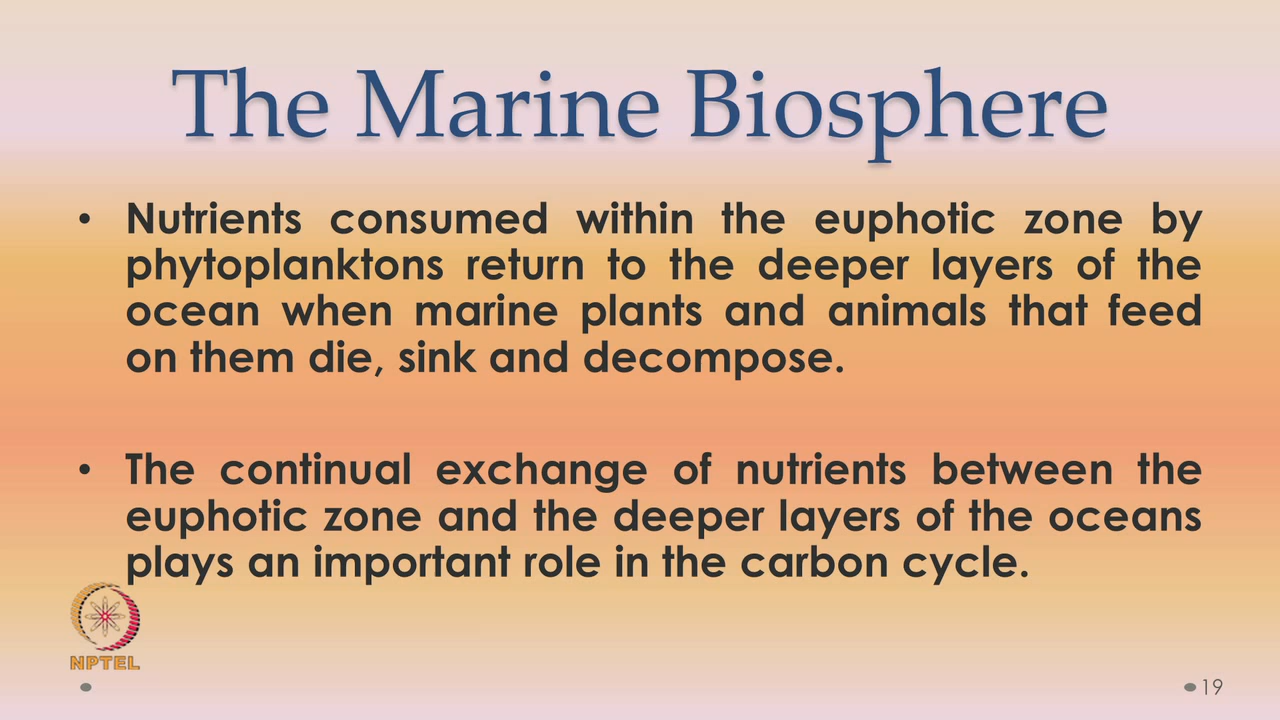 The Marine Biosphere
• Nutrients consumed within the euphotic zone by
phytoplanktons return to the deeper layers of the
ocean when marine plants and animals that feed
on them die, sink and decompose.
• The continual exchange of nutrients between the
euphotic zone and the deeper layers of the oceans
plays an important role in the carbon cycle.
NPTEL
19